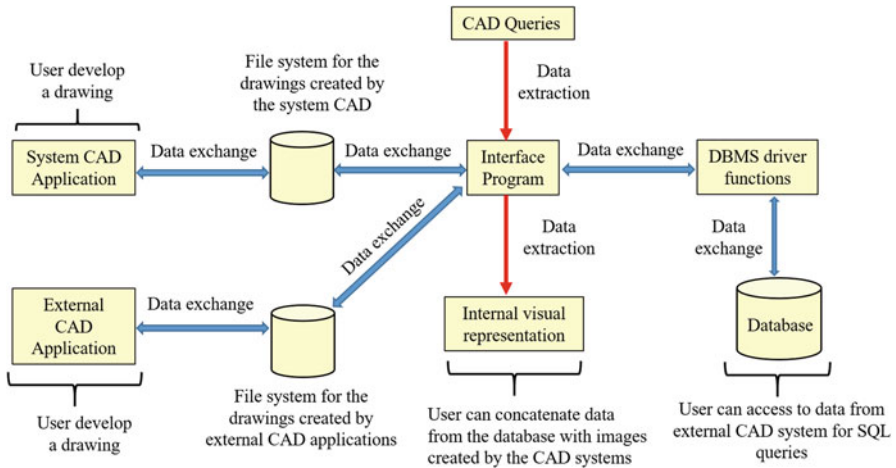 CAD Queries
User develop
a drawing
File system for the
drawings created by
the system CAD
Data
extraction
System CAD
Application
Data exchange
Data exchange
Interface
Program
Data exchange
DBMS driver
functions
Data exchange
Data
extraction
Data
exchange
External
CAD
Application
Data exchange
Internal visual
representation
Database
User develop
a drawing
File system for the
drawings created by
external CAD applications
User can concatenate data
from the database with images
created by the CAD systems
User can access to data from
external CAD system for SQL
queries